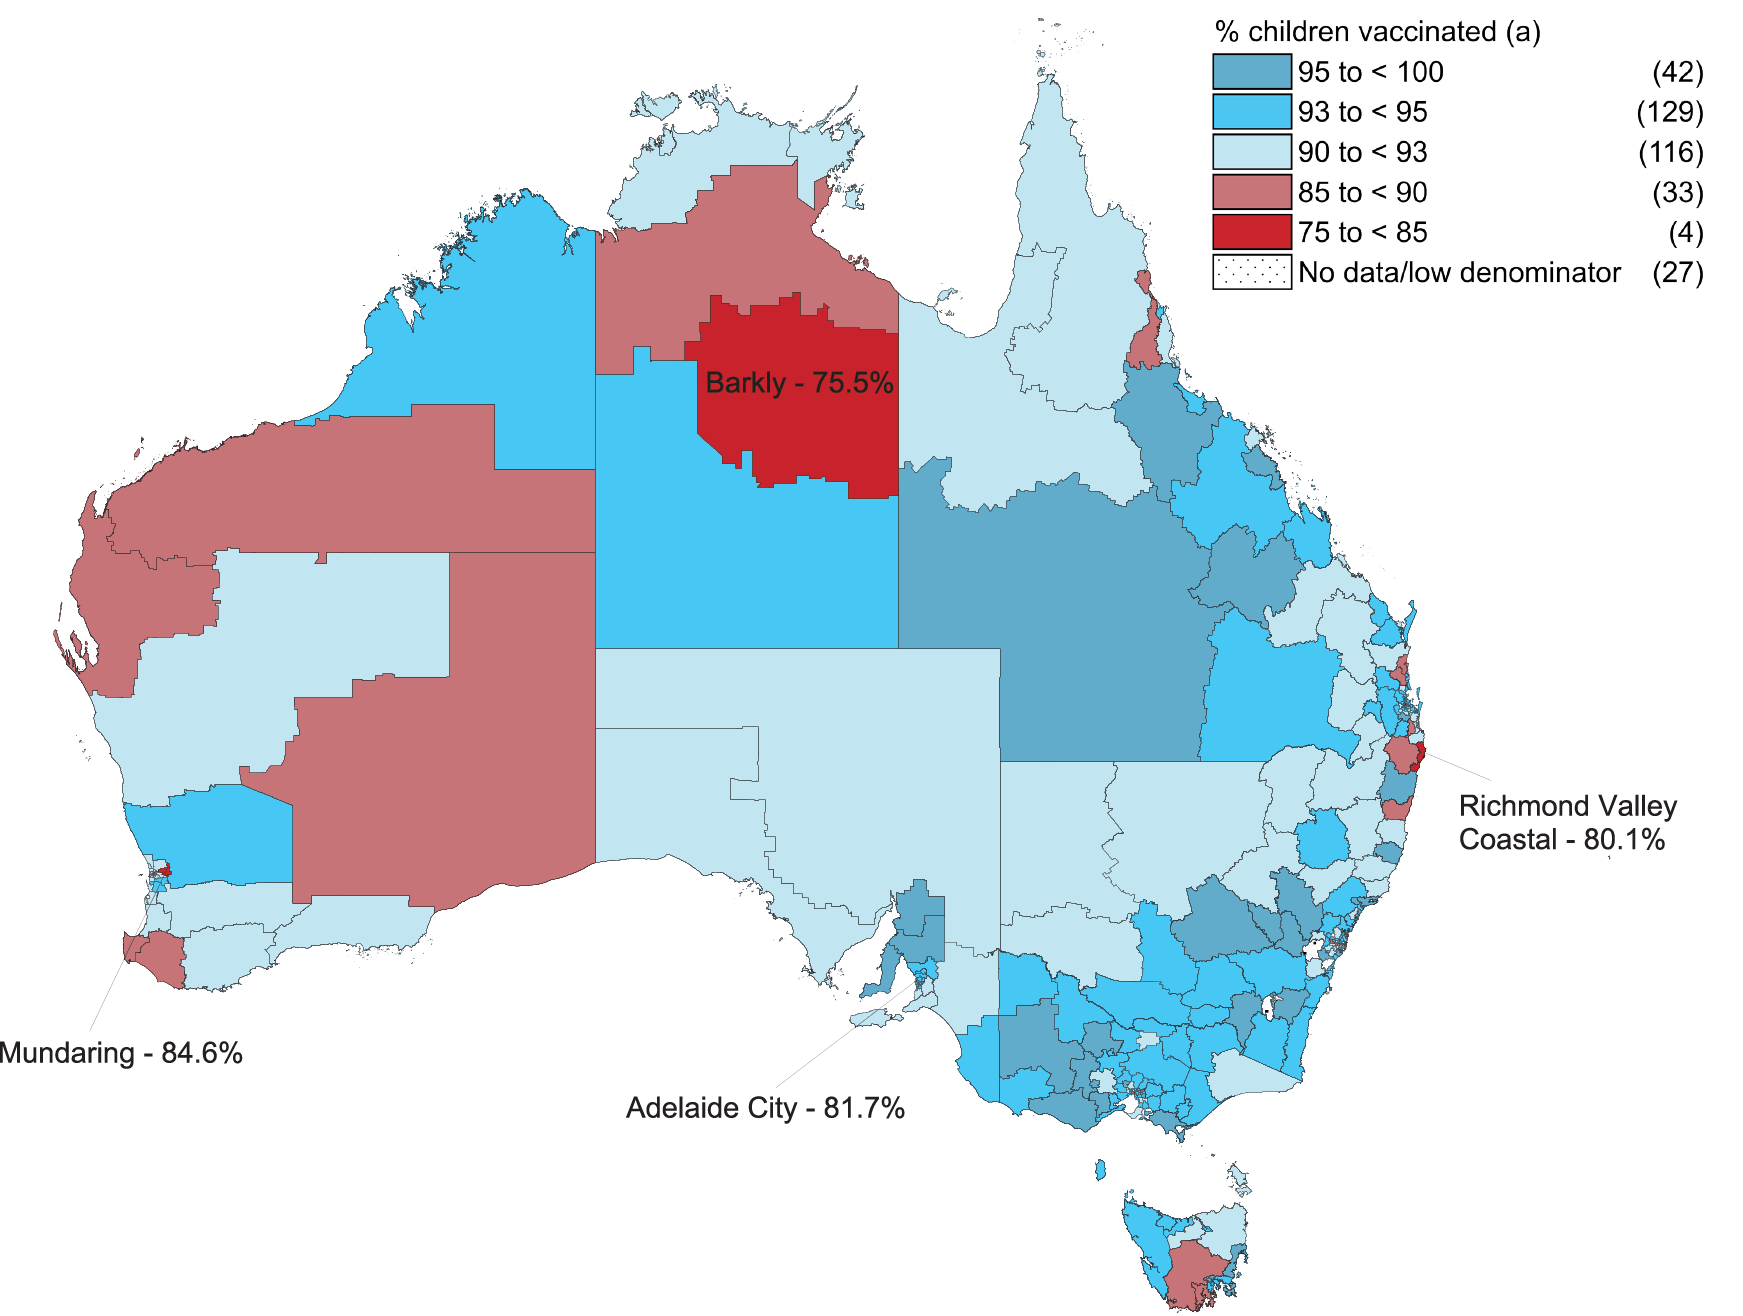 % children vaccinated (a)
95 to < 100 (42)
93 to < 95 (129)
90 to < 93 (116)
85 to < 90 (33)
75 to < 85 (4)
No data/low denominator (27)
Barkly - 75.5%
Richmond Valley
Coastal - 80.1%
Mundaring - 84.6%
Adelaide City - 81.7%